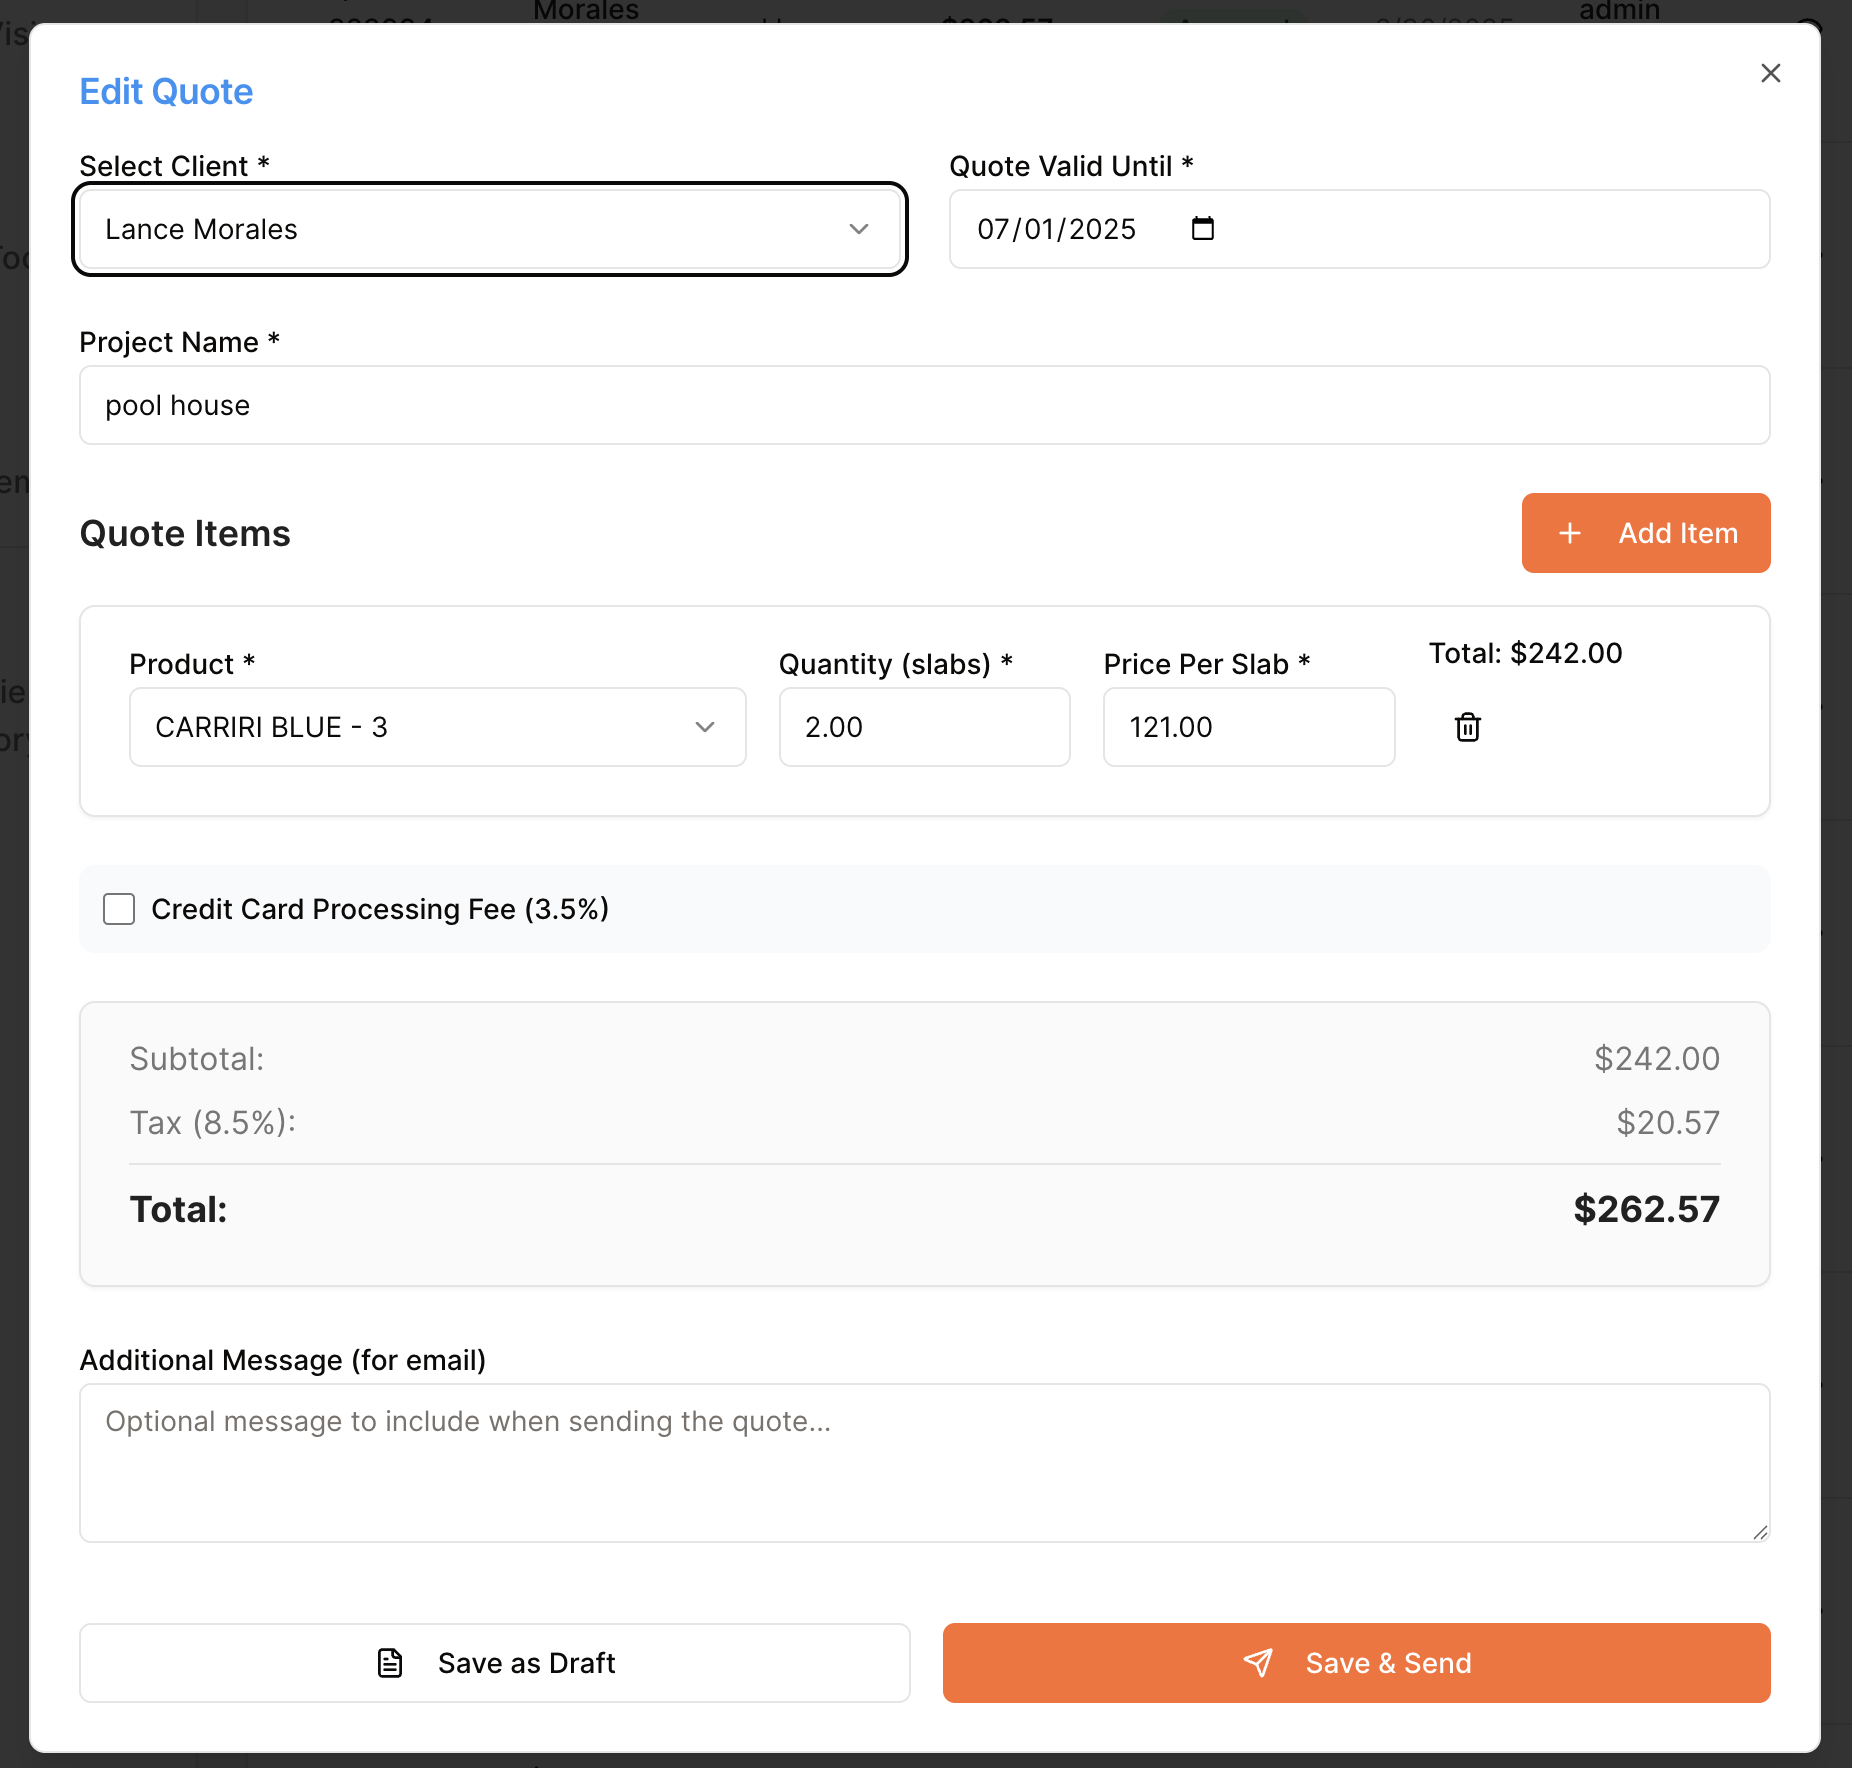 Morales
admin
Edit Quote
Select Client *
Quote Valid Until *
Lance Morales
07/01/2025
Project Name *
pool house
Quote Items
Add Item
Product *
Quantity (slabs) *
Price Per Slab *
Total: $242.00
CARRIRI BLUE - 3
2.00
121.00
Credit Card Processing Fee (3.5%)
Subtotal:
$242.00
Tax (8.5%):
$20.57
Total:
$262.57
Additional Message (for email)
Optional message to include when sending the quote...
Save as Draft
Save & Send